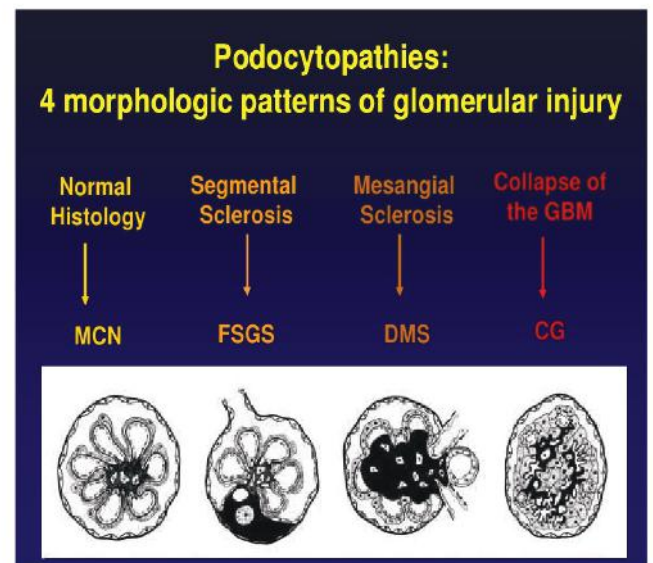 Podocytopathies:
4 morphologic patterns of glomerular injury
Normal
Histology
Segmental
Sclerosis
Mesangial
Sclerosis
Collapse of
the GBM
MCN
FSGS
DMS
CG